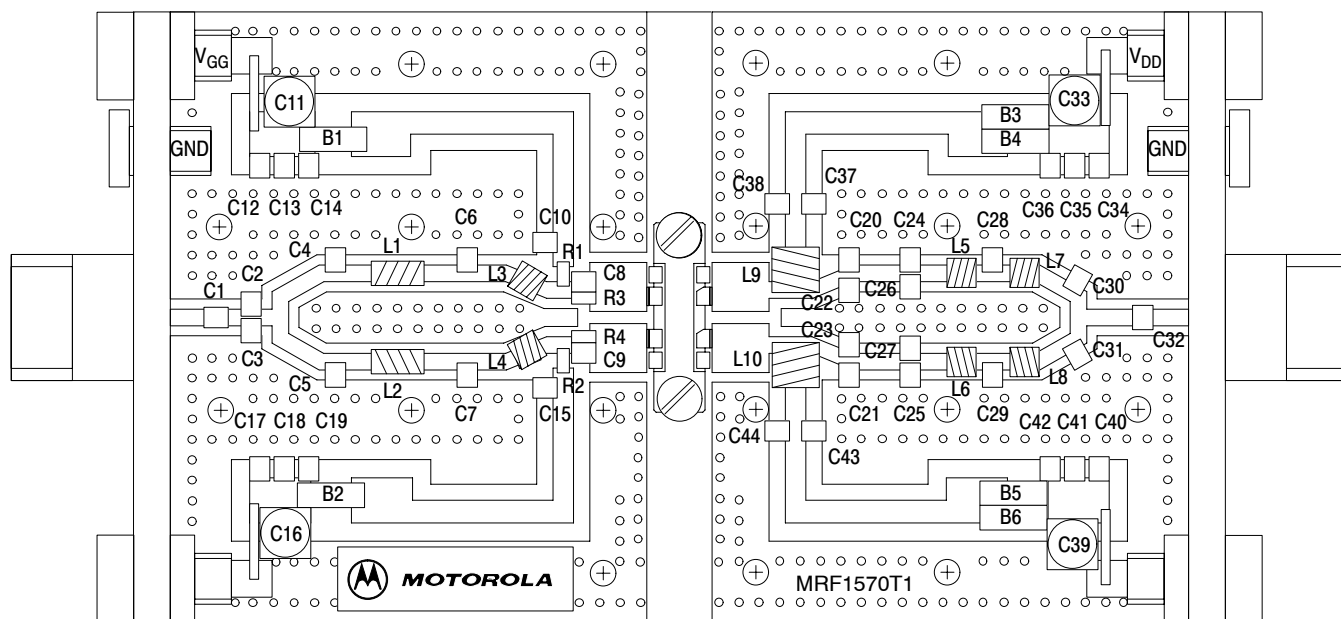 VGG
C11
B1
GND
C12 C13 C14
C6
C10
C4
L1
L3
R1
C8
R3
C2
C1
C3
C5
L2
L4
R4
C9
R2
C7
C15
C17 C18 C19
B2
C16
MOTOROLA
VDD
C33
B3
B4
GND
C38
C37
C20
C24
C28
C36 C35 C34
L5
L7
L9
C30
C22
C26
C23
C27
C32
C31
L10
L6
L8
C21
C25
C29
C42 C41 C40
C44
C43
B5
B6
C39
MRF1570T1